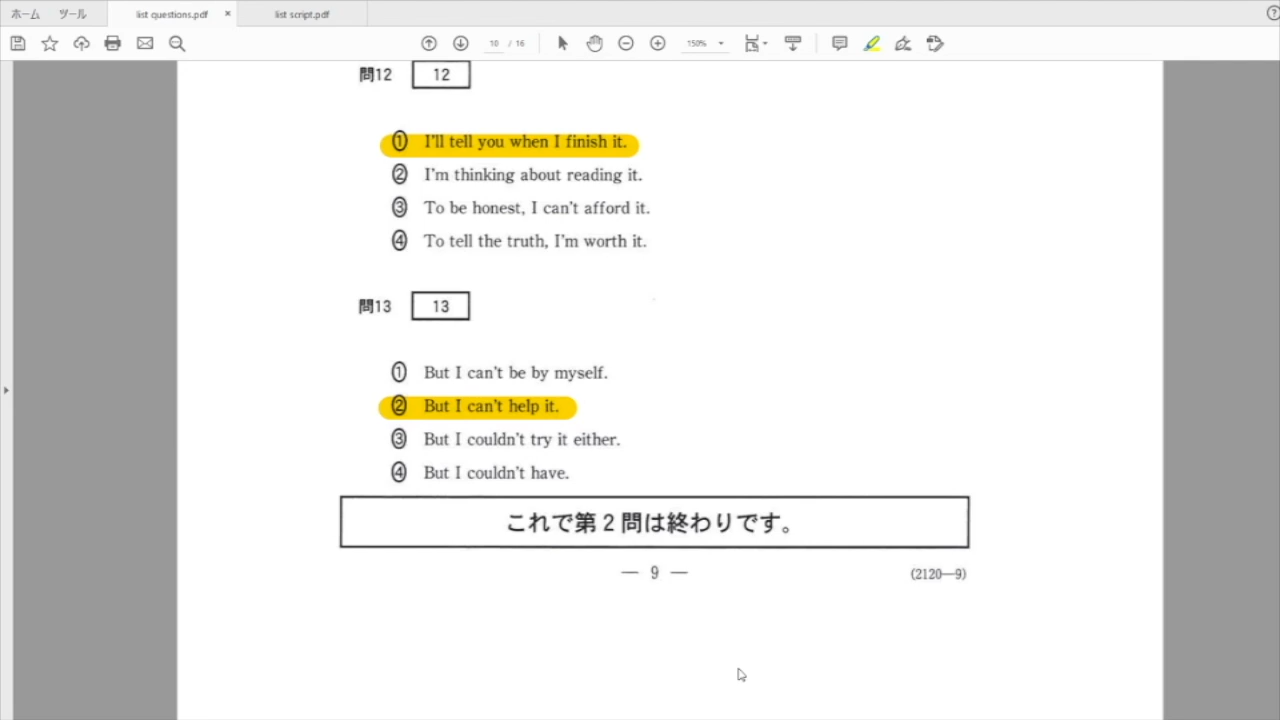 ホーム ツール list questions.pdf × list script.pdf
10 / 16 150%
問12 12
① I'll tell you when I finish it.
② I'm thinking about reading it.
③ To be honest, I can't afford it.
④ To tell the truth, I'm worth it.
問13 13
① But I can't be by myself.
② But I can't help it.
③ But I couldn't try it either.
④ But I couldn't have.
これで第2問は終わりです。
— 9 — (2120—9)